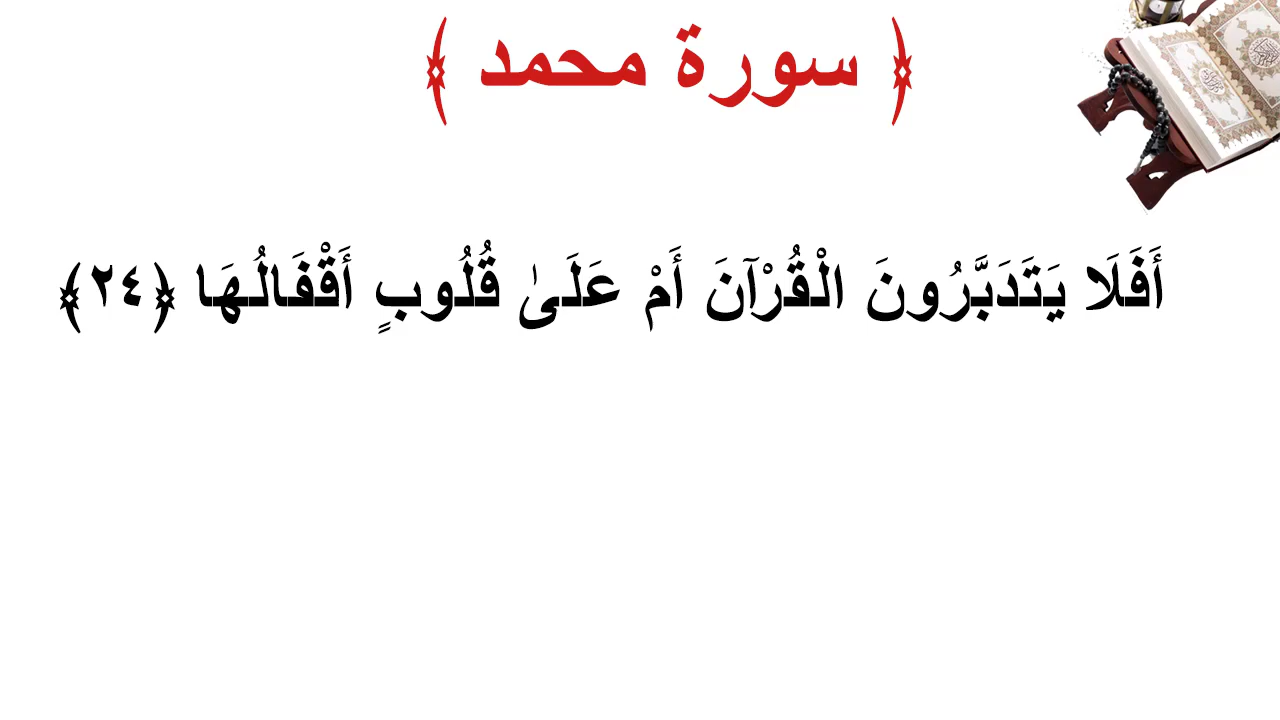 ﴿ سورة محمد ﴾
أَفَلَا يَتَدَبَّرُونَ الْقُرْآنَ أَمْ عَلَىٰ قُلُوبٍ أَقْفَالُهَا ﴿٢٤﴾